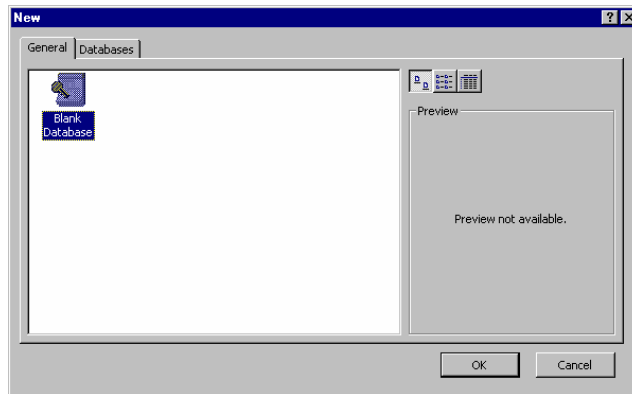 New
General
Databases
Blank
Database
Preview
Preview not available.
OK
Cancel